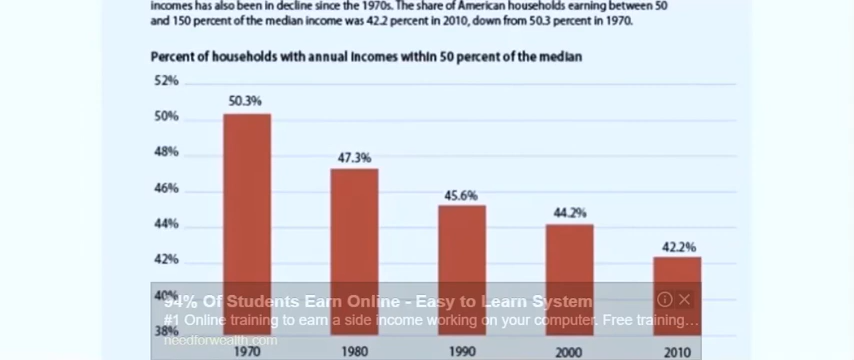 incomes has also been in decline since the 1970s. The share of American households earning between 50
and 150 percent of the median income was 42.2 percent in 2010, down from 50.3 percent in 1970.
Percent of households with annual incomes within 50 percent of the median
52%
50.3%
50%
48%
47.3%
46%
45.6%
44%
44.2%
42%
42.2%
40%
94% Of Students Earn Online - Easy to Learn System
#1 Online training to earn a side income working on your computer. Free training...
38%
needforwealth.com
1970 1980 1990 2000 2010